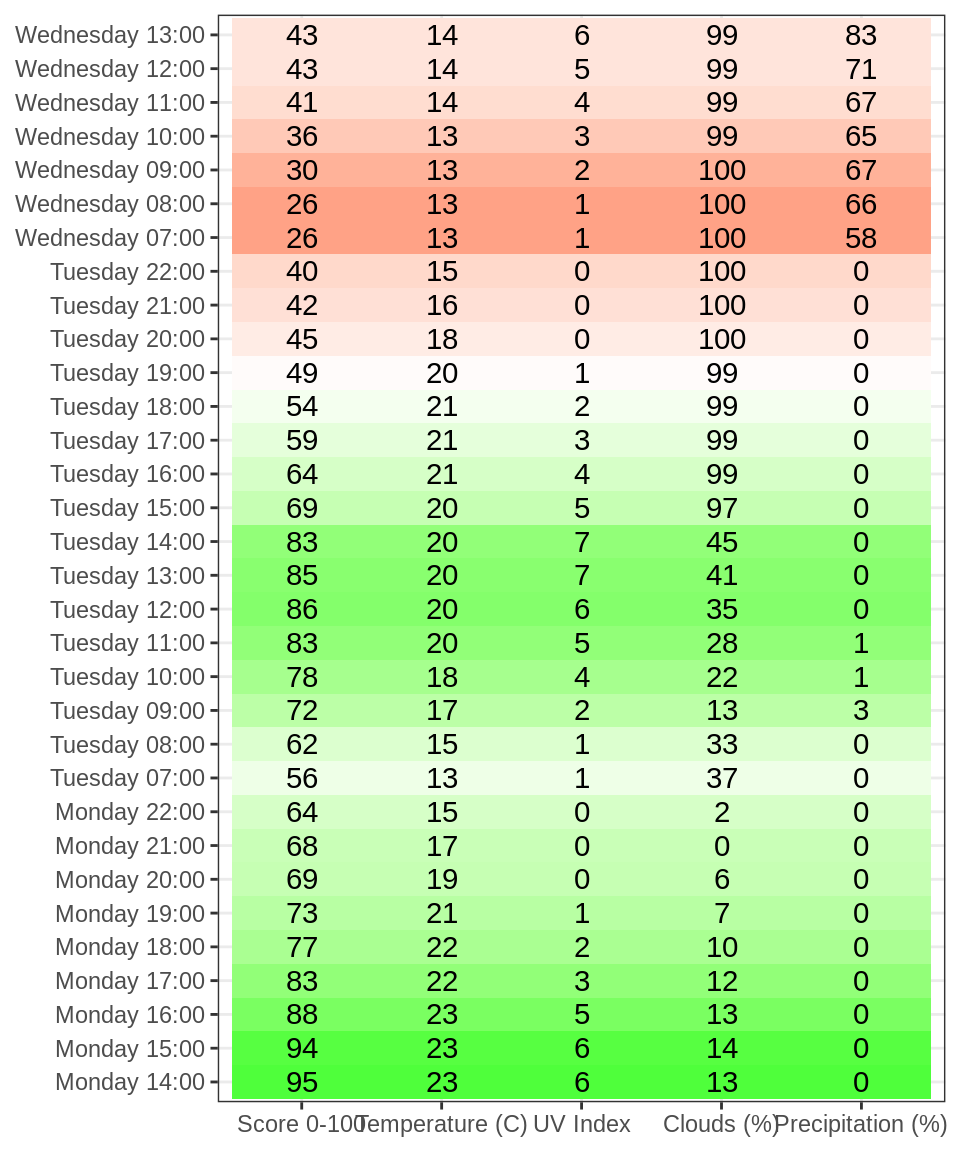 Wednesday 13:00 43 14 6 99 83
Wednesday 12:00 43 14 5 99 71
Wednesday 11:00 41 14 4 99 67
Wednesday 10:00 36 13 3 99 65
Wednesday 09:00 30 13 2 100 67
Wednesday 08:00 26 13 1 100 66
Wednesday 07:00 26 13 1 100 58
Tuesday 22:00 40 15 0 100 0
Tuesday 21:00 42 16 0 100 0
Tuesday 20:00 45 18 0 100 0
Tuesday 19:00 49 20 1 99 0
Tuesday 18:00 54 21 2 99 0
Tuesday 17:00 59 21 3 99 0
Tuesday 16:00 64 21 4 99 0
Tuesday 15:00 69 20 5 97 0
Tuesday 14:00 83 20 7 45 0
Tuesday 13:00 85 20 7 41 0
Tuesday 12:00 86 20 6 35 0
Tuesday 11:00 83 20 5 28 1
Tuesday 10:00 78 18 4 22 1
Tuesday 09:00 72 17 2 13 3
Tuesday 08:00 62 15 1 33 0
Tuesday 07:00 56 13 1 37 0
Monday 22:00 64 15 0 2 0
Monday 21:00 68 17 0 0 0
Monday 20:00 69 19 0 6 0
Monday 19:00 73 21 1 7 0
Monday 18:00 77 22 2 10 0
Monday 17:00 83 22 3 12 0
Monday 16:00 88 23 5 13 0
Monday 15:00 94 23 6 14 0
Monday 14:00 95 23 6 13 0
Score 0-100 Temperature (C) UV Index Clouds (%) Precipitation (%)